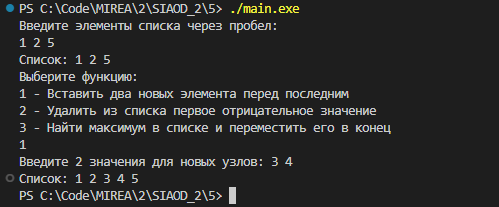 PS C:\Code\MIREA\2\SIAOD_2\5> ./main.exe
Введите элементы списка через пробел:
1 2 5
Список: 1 2 5
Выберите функцию:
1 - Вставить два новых элемента перед последним
2 - Удалить из списка первое отрицательное значение
3 - Найти максимум в списке и переместить его в конец
1
Введите 2 значения для новых узлов: 3 4
Список: 1 2 3 4 5
PS C:\Code\MIREA\2\SIAOD_2\5>